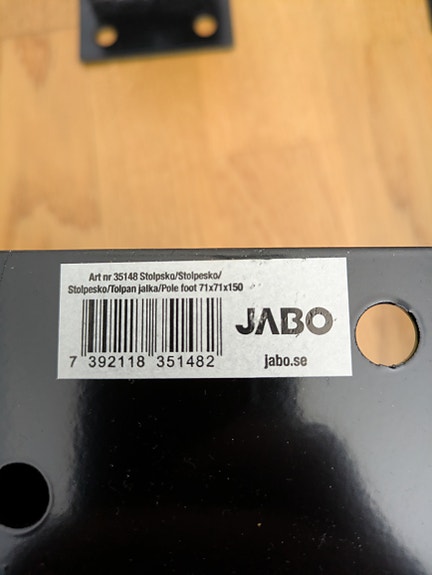 Art nr 35148 Stolpsko/Stolpesko/
Stolpesko/Tolpan jalka/Pole foot 71x71x150
JABO
7 392118 351482
jabo.se